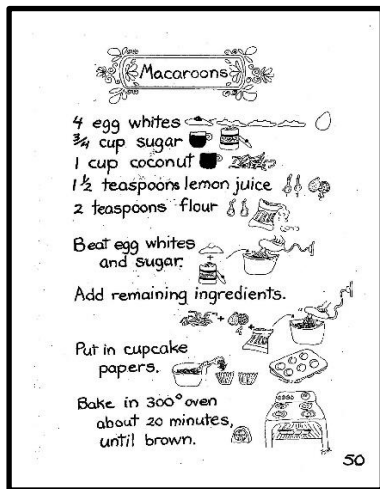 Macaroons
4 egg whites
3/4 cup sugar
1 cup coconut
1 1/2 teaspoons lemon juice
2 teaspoons flour
Beat egg whites
and sugar.
Add remaining ingredients.
Put in cupcake
papers.
Bake in 300° oven
about 20 minutes,
until brown.
50